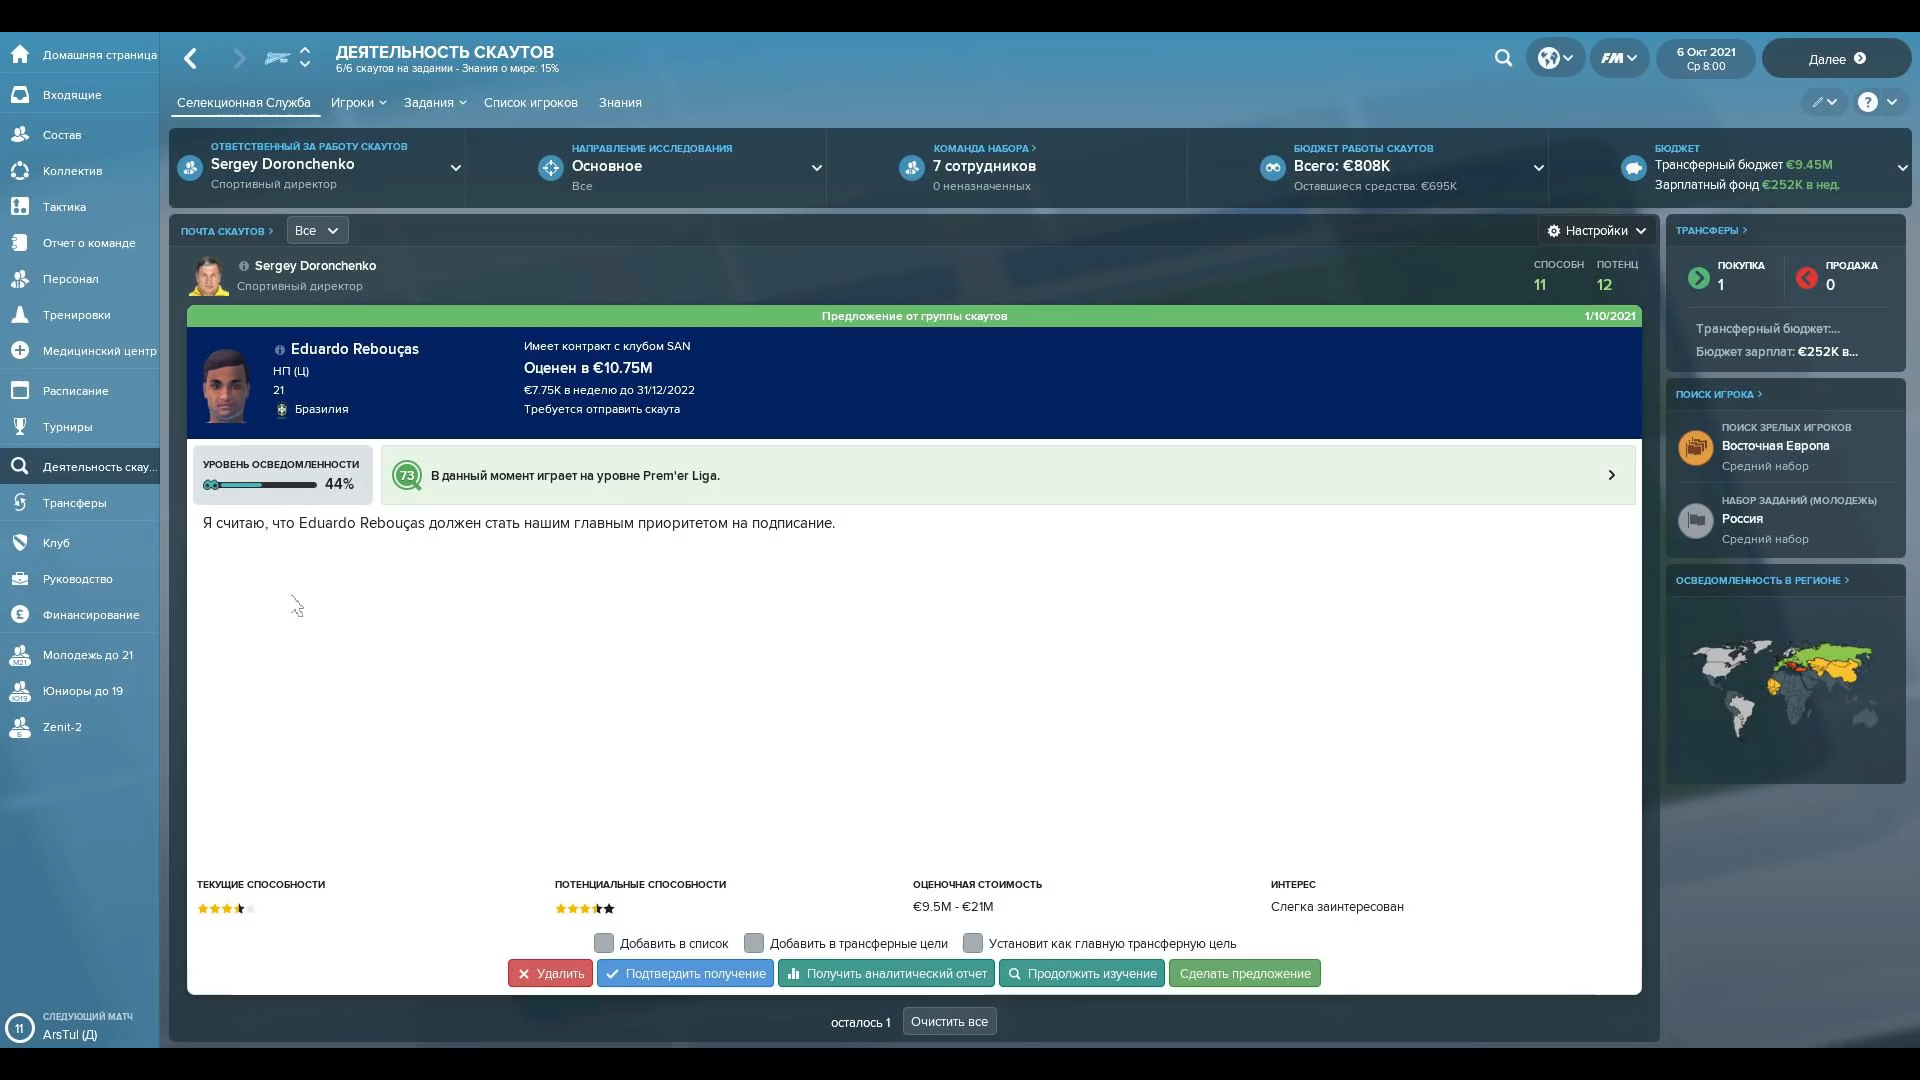 Домашняя страница
Входящие
Состав
Коллектив
Тактика
Отчет о команде
Персонал
Тренировки
Медицинский центр
Расписание
Турниры
Деятельность скау...
Трансферы
Клуб
Руководство
Финансирование
Молодежь до 21
Юниоры до 19
Zenit-2
11
СЛЕДУЮЩИЙ МАТЧ
ArsTul (Д)
ДЕЯТЕЛЬНОСТЬ СКАУТОВ
6/6 скаутов на задании - Знания о мире: 15%
FM
6 Окт 2021
Ср 8:00
Далее
Селекционная Служба Игроки Задания Список игроков Знания
?
ОТВЕТСТВЕННЫЙ ЗА РАБОТУ СКАУТОВ
Sergey Doronchenko
Спортивный директор
НАПРАВЛЕНИЕ ИССЛЕДОВАНИЯ
Основное
Все
КОМАНДА НАБОРА >
7 сотрудников
0 неназначенных
БЮДЖЕТ РАБОТЫ СКАУТОВ
Всего: €808K
Оставшиеся средства: €695K
БЮДЖЕТ
Трансферный бюджет €9.45M
Зарплатный фонд €252K в нед.
ПОЧТА СКАУТОВ > Все Настройки
Sergey Doronchenko
Спортивный директор
СПОСОБН ПОТЕНЦ
11 12
Предложение от группы скаутов 1/10/2021
Eduardo Rebouças
НП (Ц)
21
Бразилия
Имеет контракт с клубом SAN
Оценен в €10.75M
€7.75K в неделю до 31/12/2022
Требуется отправить скаута
УРОВЕНЬ ОСВЕДОМЛЕННОСТИ
44%
73 В данный момент играет на уровне Prem'er Liga.
Я считаю, что Eduardo Rebouças должен стать нашим главным приоритетом на подписание.
ТЕКУЩИЕ СПОСОБНОСТИ
ПОТЕНЦИАЛЬНЫЕ СПОСОБНОСТИ
ОЦЕНОЧНАЯ СТОИМОСТЬ
€9.5M - €21M
ИНТЕРЕС
Слегка заинтересован
Добавить в список Добавить в трансферные цели Установит как главную трансферную цель
Удалить Подтвердить получение Получить аналитический отчет Продолжить изучение Сделать предложение
осталось 1 Очистить все
ТРАНСФЕРЫ >
ПОКУПКА
1
ПРОДАЖА
0
Трансферный бюджет:...
Бюджет зарплат: €252K в...
ПОИСК ИГРОКА >
ПОИСК ЗРЕЛЫХ ИГРОКОВ
Восточная Европа
Средний набор
НАБОР ЗАДАНИЙ (МОЛОДЕЖЬ)
Россия
Средний набор
ОСВЕДОМЛЕННОСТЬ В РЕГИОНЕ >